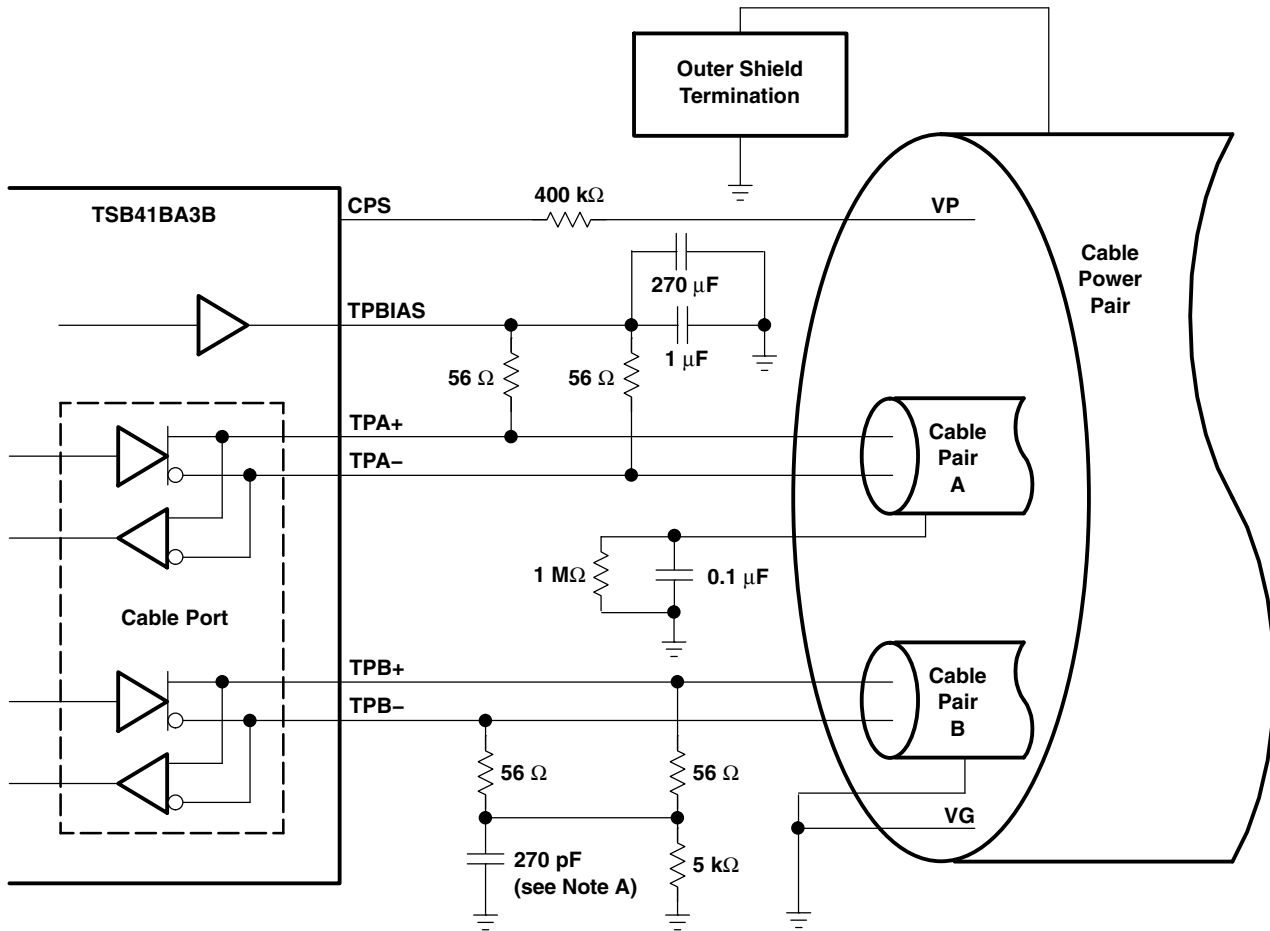 Outer Shield
Termination
TSB41BA3B
CPS
400 kΩ
VP
Cable
Power
Pair
270 μF
TPBIAS
1 μF
56 Ω
56 Ω
TPA+
TPA−
Cable
Pair
A
1 MΩ
0.1 μF
Cable Port
TPB+
TPB−
Cable
Pair
B
56 Ω
56 Ω
VG
270 pF
(see Note A)
5 kΩ